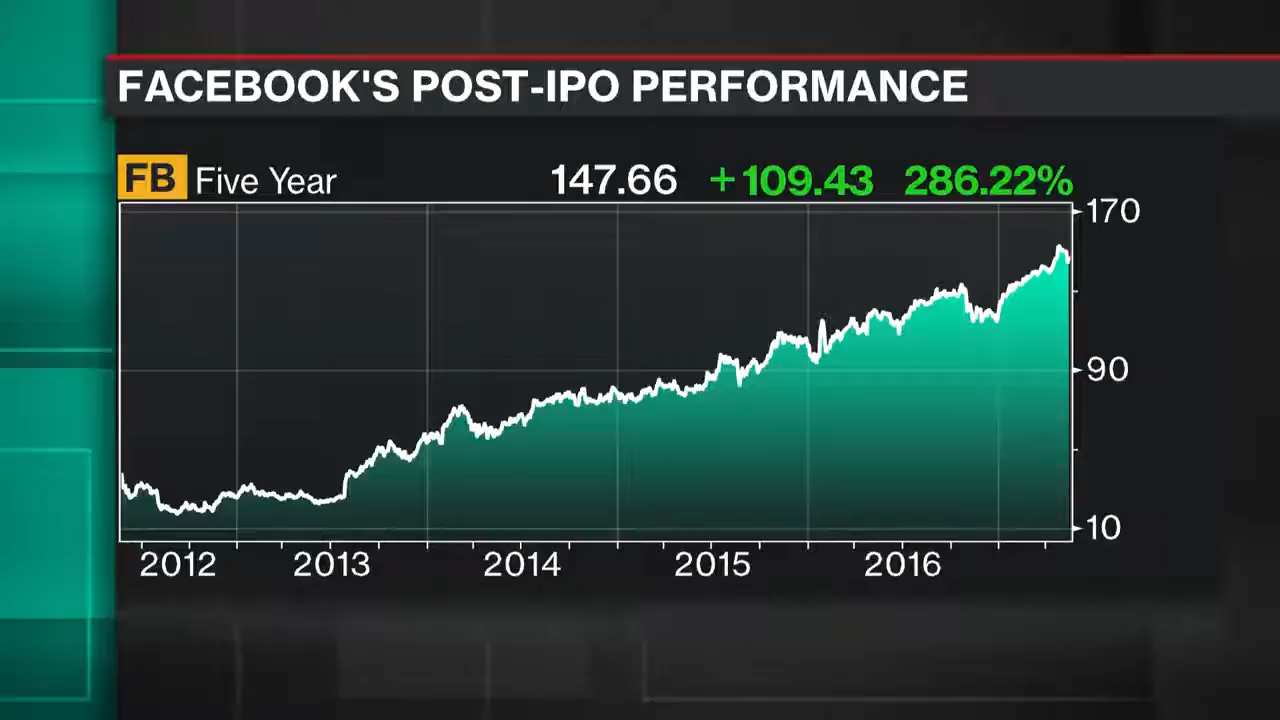 FACEBOOK'S POST-IPO PERFORMANCE
FB Five Year 147.66 +109.43 286.22%
170
90
10
2012 2013 2014 2015 2016